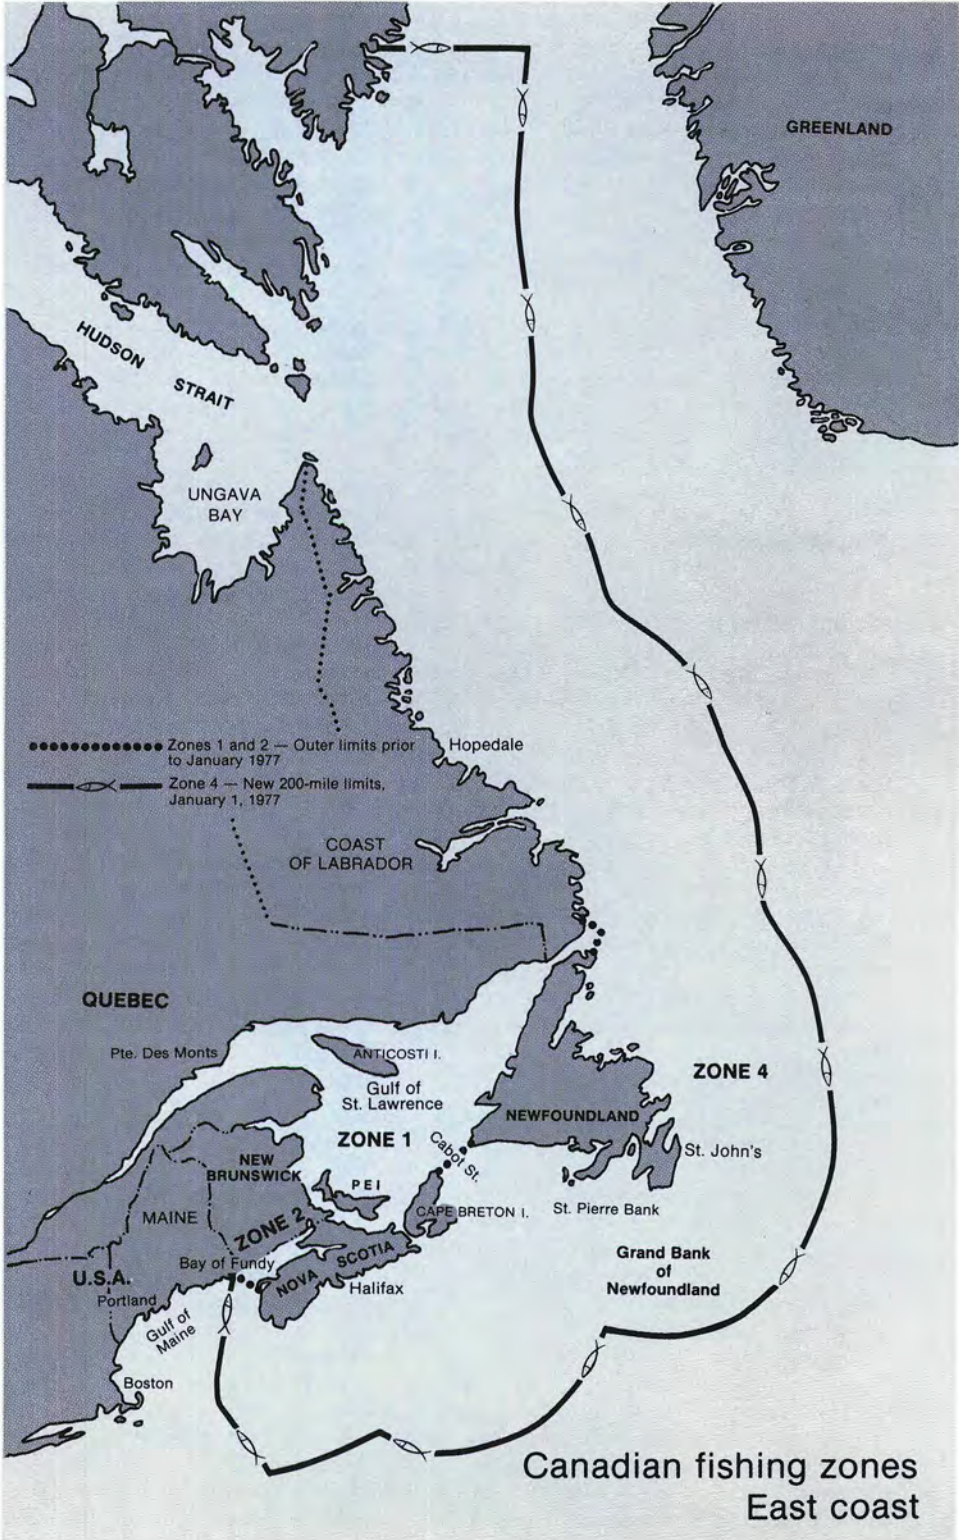 GREENLAND
HUDSON
STRAIT
UNGAVA
BAY
Zones 1 and 2 — Outer limits prior
to January 1977
Hopedale
Zone 4 — New 200-mile limits,
January 1, 1977
COAST
OF LABRADOR
QUEBEC
Pte. Des Monts
ANTICOSTI I.
Gulf of
St. Lawrence
ZONE 4
NEWFOUNDLAND
ZONE 1
Cabot St.
St. John's
NEW
BRUNSWICK
PEI
MAINE
ZONE 2
CAPE BRETON I.
St. Pierre Bank
Bay of Fundy
NOVA SCOTIA
Grand Bank
of
Newfoundland
U.S.A.
Portland
Halifax
Gulf of
Maine
Boston
Canadian fishing zones
East coast